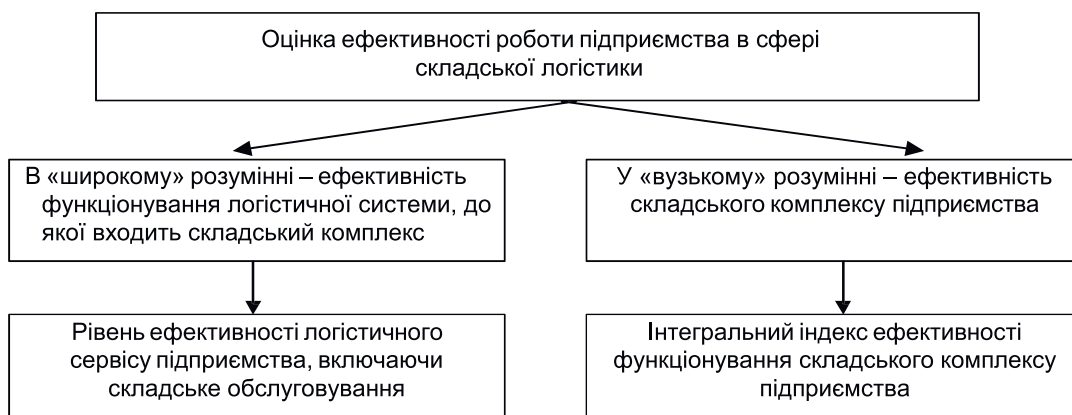 Оцінка ефективності роботи підприємства в сфері
складської логістики
В «широкому» розумінні – ефективність
функціонування логістичної системи, до
якої входить складський комплекс
У «вузькому» розумінні – ефективність
складського комплексу підприємства
Рівень ефективності логістичного
сервісу підприємства, включаючи
складське обслуговування
Інтегральний індекс ефективності
функціонування складського комплексу
підприємства